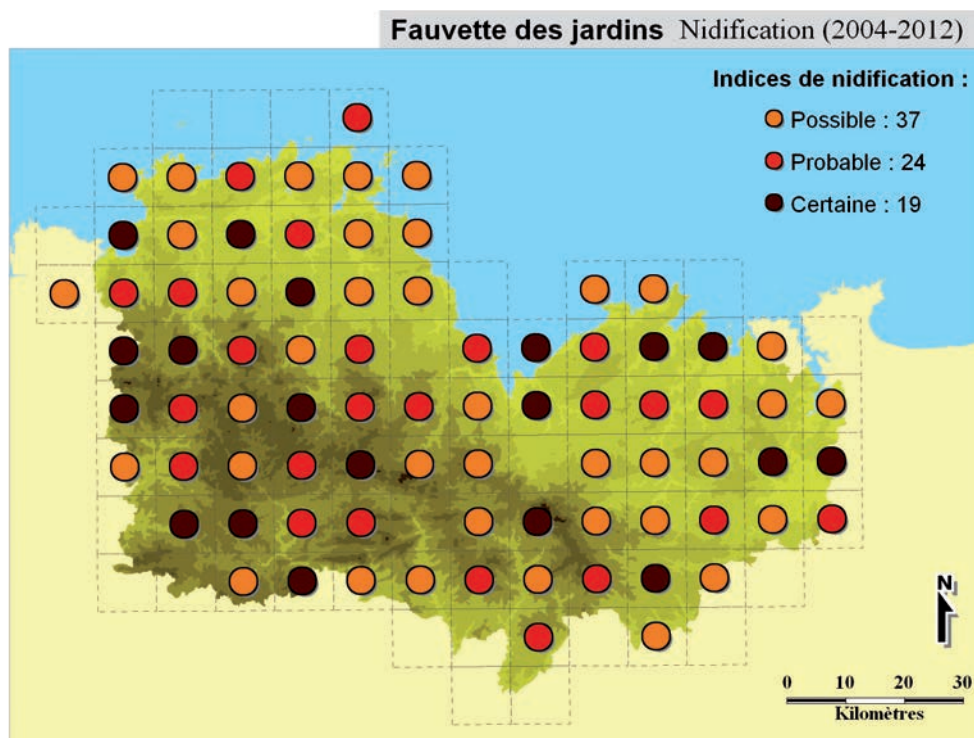 Fauvette des jardins Nidification (2004-2012)
Indices de nidification :
Possible : 37
Probable : 24
Certaine : 19
N
0 10 20 30
Kilomètres